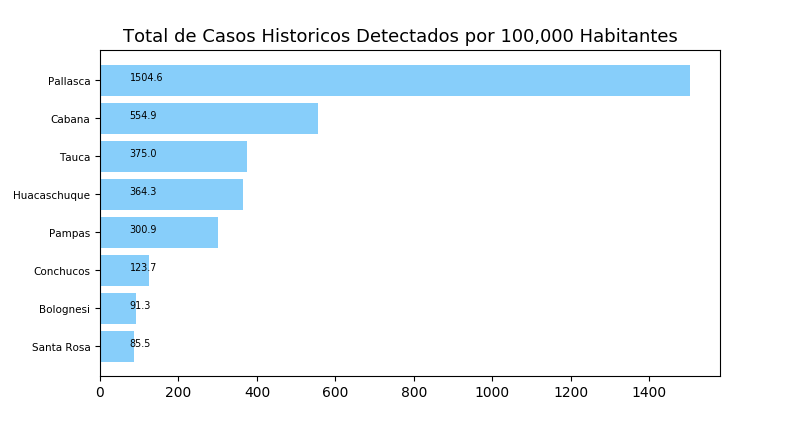 Total de Casos Historicos Detectados por 100,000 Habitantes
Pallasca 1504.6
Cabana 554.9
Tauca 375.0
Huacaschuque 364.3
Pampas 300.9
Conchucos 123.7
Bolognesi 91.3
Santa Rosa 85.5
0 200 400 600 800 1000 1200 1400